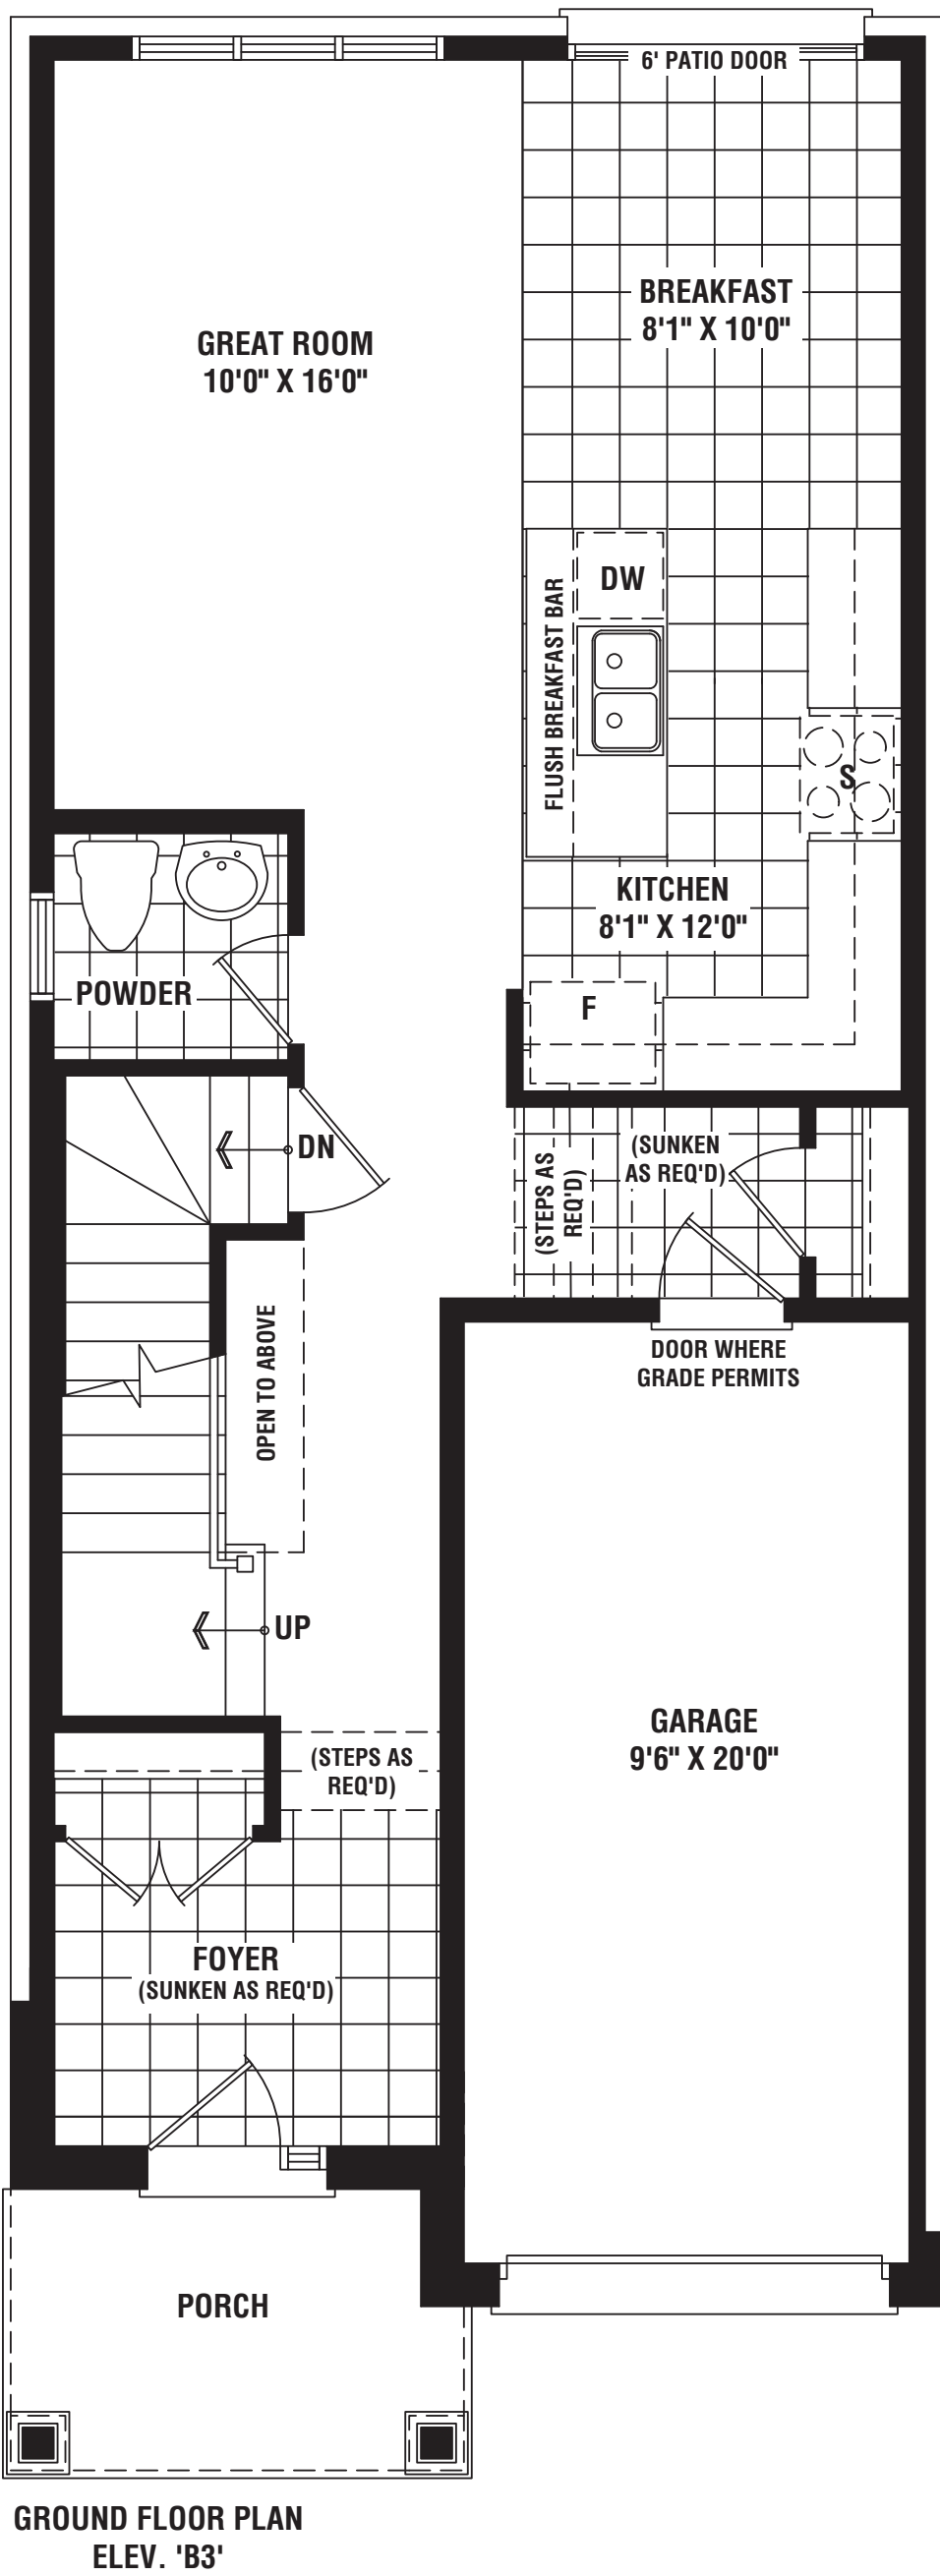 6' PATIO DOOR
BREAKFAST
8'1" X 10'0"
GREAT ROOM
10'0" X 16'0"
DW
FLUSH BREAKFAST BAR
S
KITCHEN
8'1" X 12'0"
POWDER
F
DN
(STEPS AS
REQ'D)
(SUNKEN
AS REQ'D)
OPEN TO ABOVE
DOOR WHERE
GRADE PERMITS
UP
GARAGE
9'6" X 20'0"
(STEPS AS
REQ'D)
FOYER
(SUNKEN AS REQ'D)
PORCH
GROUND FLOOR PLAN
ELEV. 'B3'